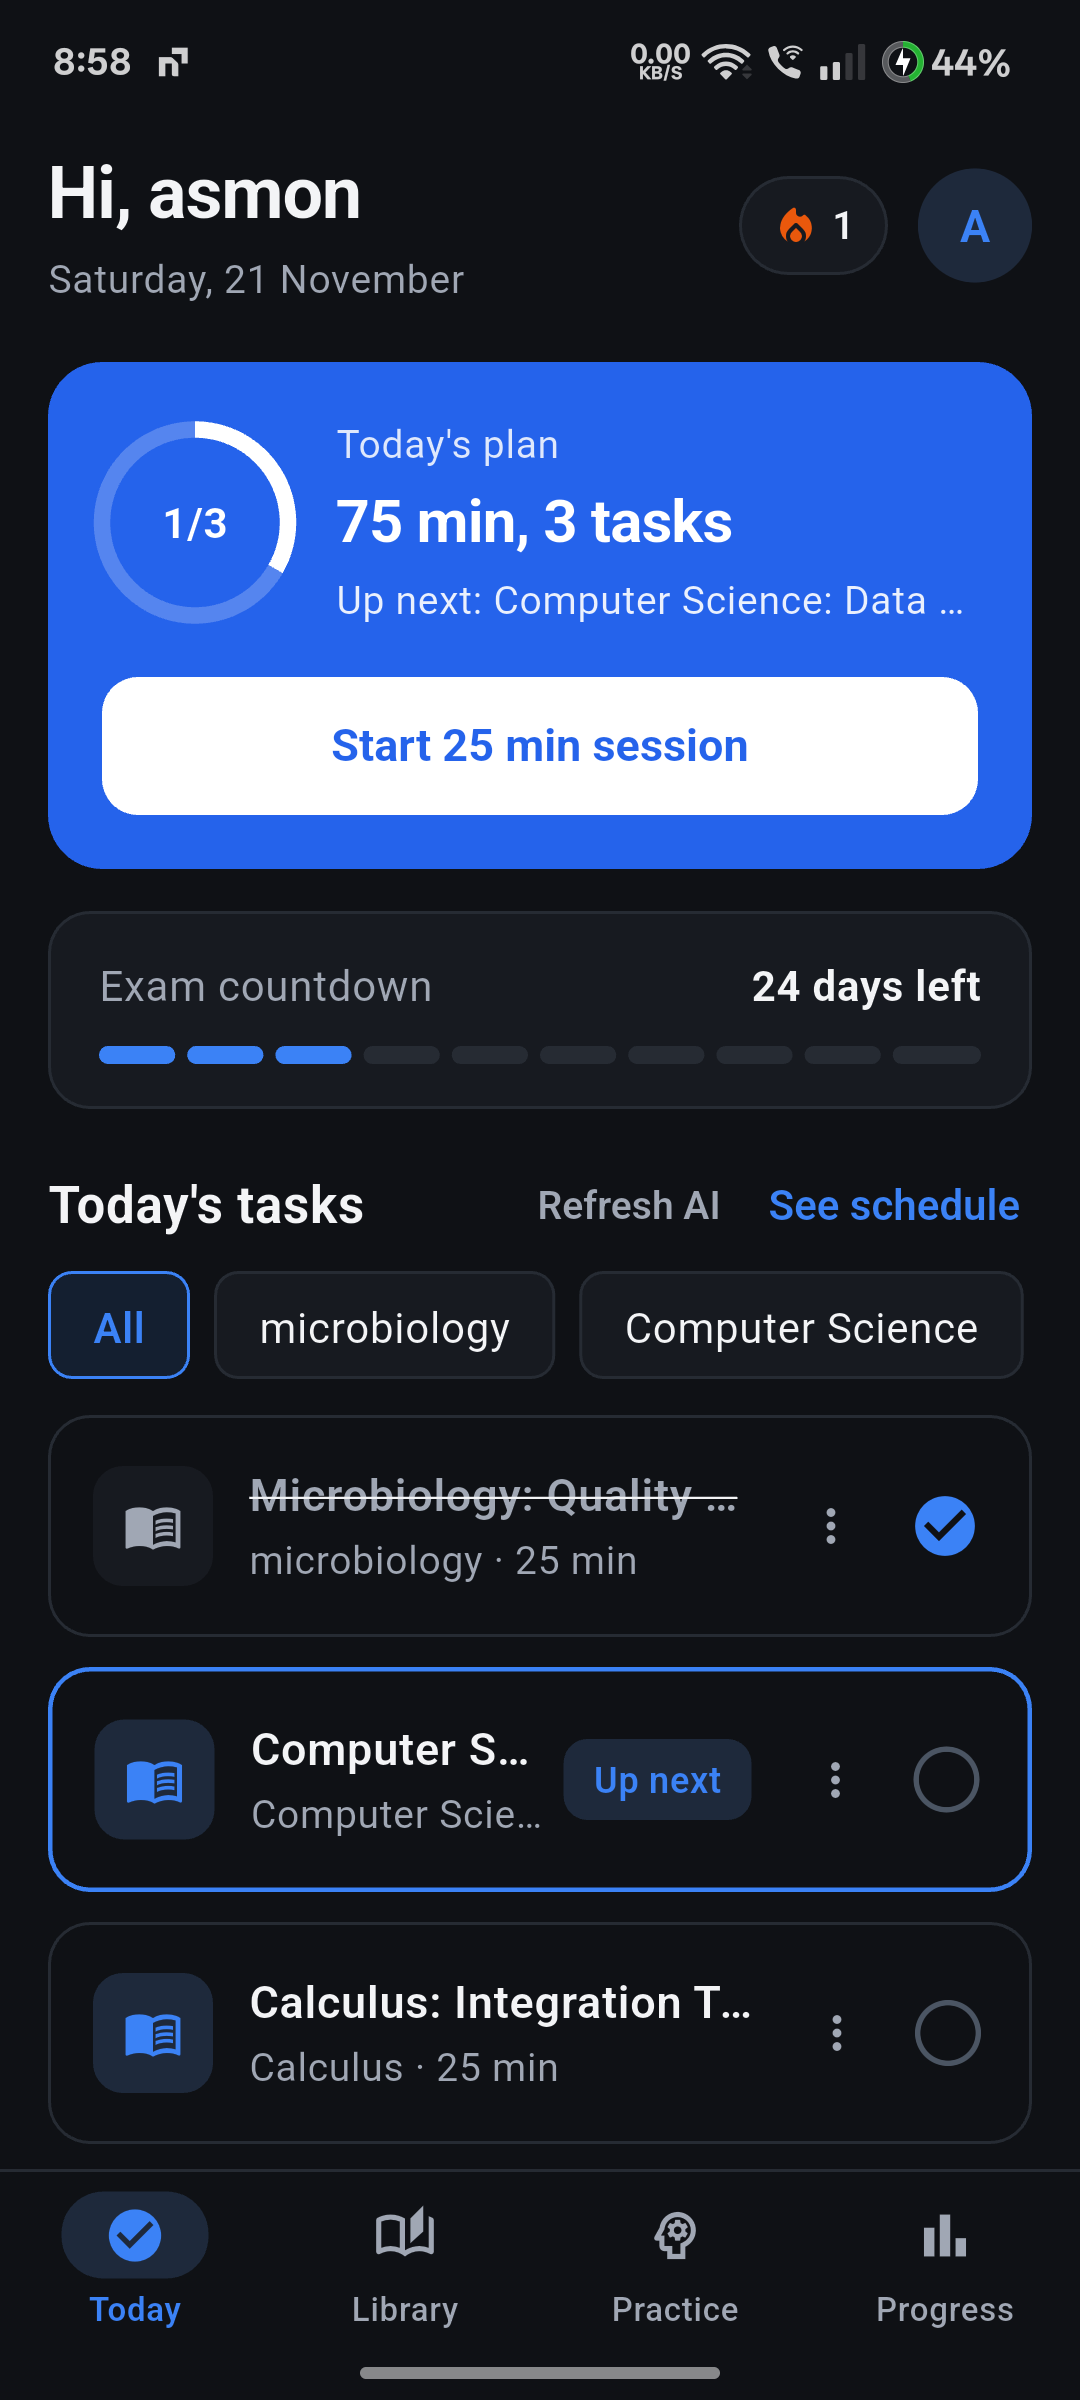 8:58
0.00
KB/S
44%
Hi, asmon
Saturday, 21 November
1
A
Today's plan
1/3
75 min, 3 tasks
Up next: Computer Science: Data ...
Start 25 min session
Exam countdown
24 days left
Today's tasks
Refresh AI
See schedule
All
microbiology
Computer Science
Microbiology: Quality ...
microbiology · 25 min
Computer S...
Computer Scie...
Up next
Calculus: Integration T...
Calculus · 25 min
Today
Library
Practice
Progress